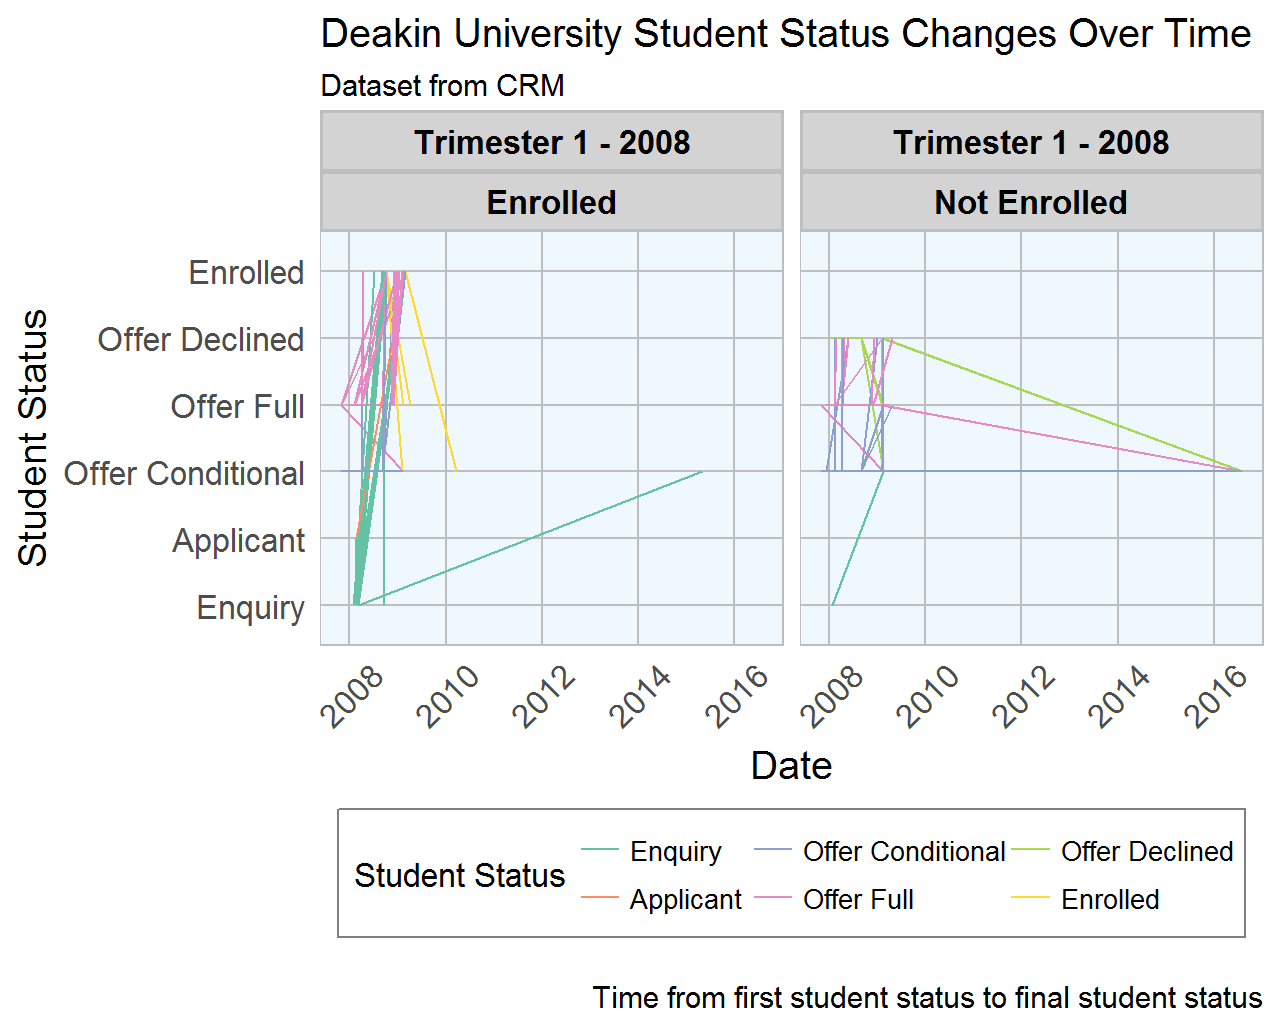 Deakin University Student Status Changes Over Time
Dataset from CRM
Trimester 1 - 2008
Trimester 1 - 2008
Enrolled
Not Enrolled
Student Status
Enrolled
Offer Declined
Offer Full
Offer Conditional
Applicant
Enquiry
2008 2010 2012 2014 2016
2008 2010 2012 2014 2016
Date
Student Status
Enquiry
Offer Conditional
Offer Declined
Applicant
Offer Full
Enrolled
Time from first student status to final student status